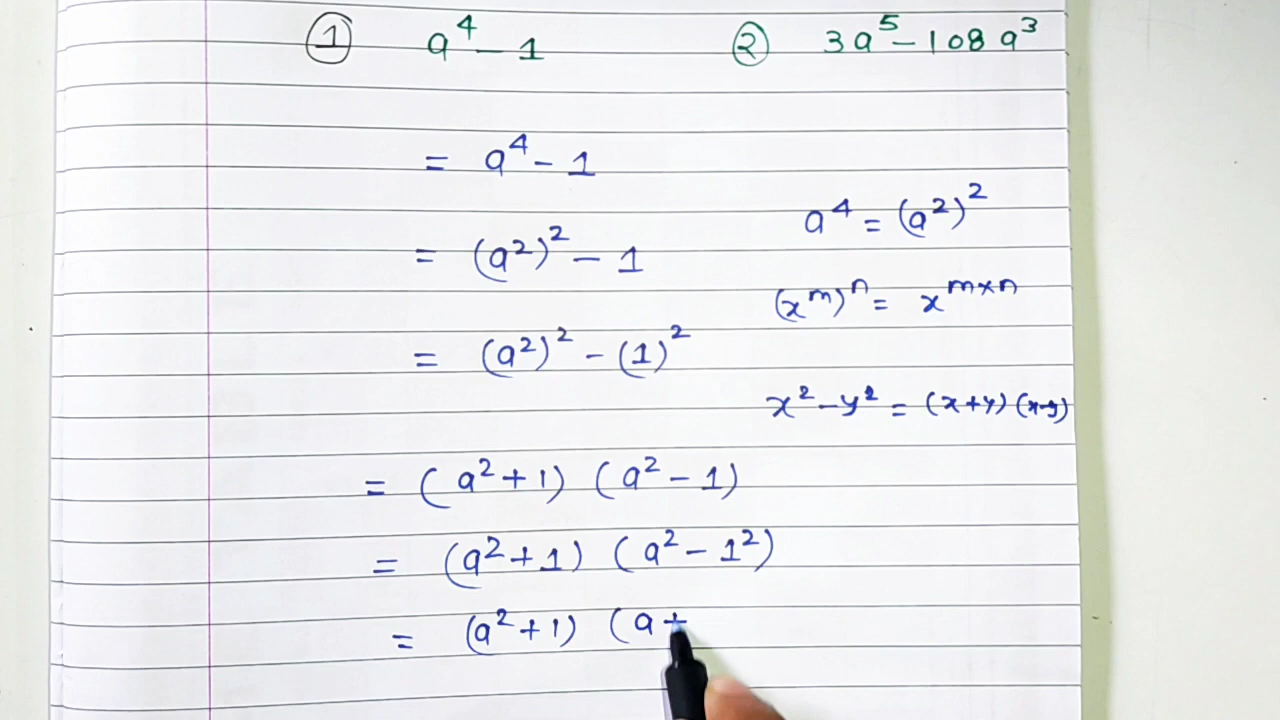 ① a⁴ - 1 ② 3a⁵ - 108a³
= a⁴ - 1
a⁴ = (a²)²
= (a²)² - 1
(xᵐ)ⁿ = x^{m×n}
= (a²)² - (1)²
x² - y² = (x+y) (x-y)
= (a² + 1) (a² - 1)
= (a² + 1) (a² - 1²)
= (a² + 1) (a +